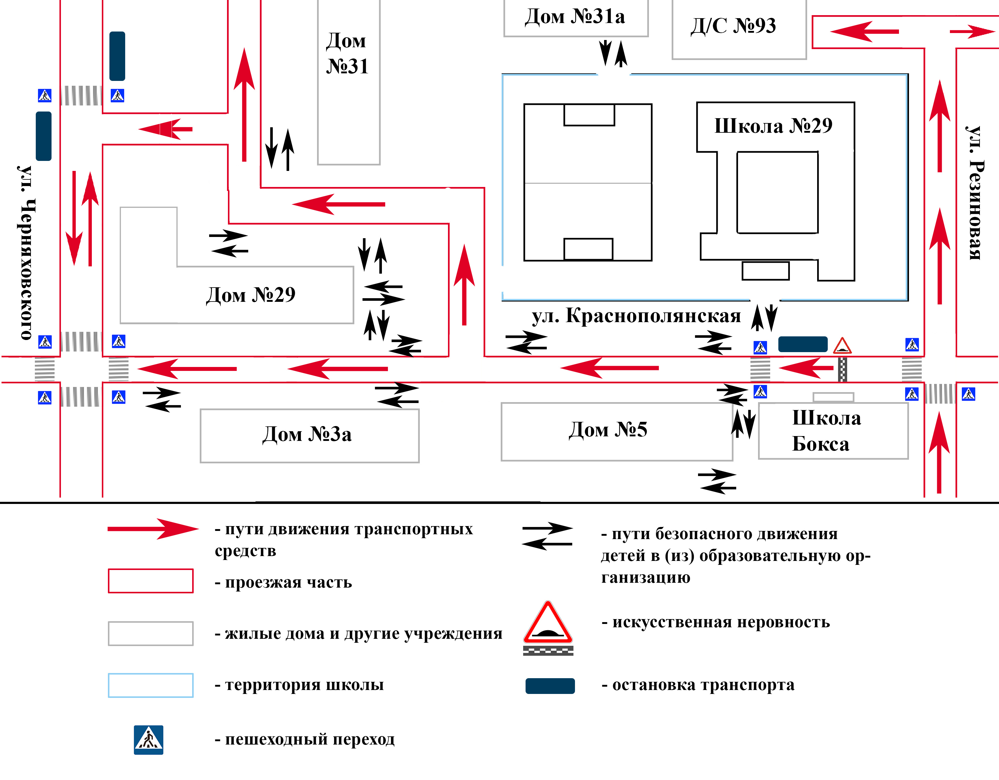 Дом №31а
Д/С №93
Дом
№31
Школа №29
ул. Резиновая
ул. Черняховского
Дом №29
ул. Краснополянская
Школа
Бокса
Дом №5
Дом №3а
- пути движения транспортных
средств
- проезжая часть
- жилые дома и другие учреждения
- территория школы
- пешеходный переход
- пути безопасного движения
детей в (из) образовательную ор-
ганизацию
- искусственная неровность
- остановка транспорта